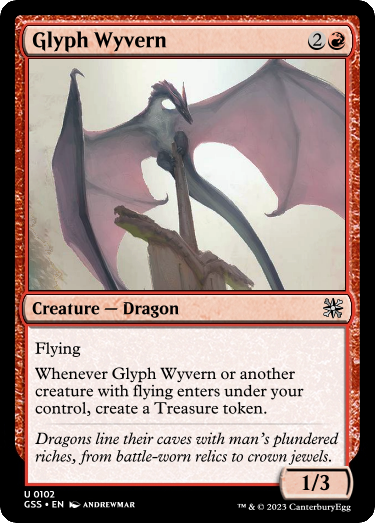 Glyph Wyvern 2
Creature — Dragon
Flying
Whenever Glyph Wyvern or another
creature with flying enters under your
control, create a Treasure token.
Dragons line their caves with man's plundered
riches, from battle-worn relics to crown jewels.
1/3
U 0102
GSS • EN ANDREWMAR
™ & © 2023 CanterburyEgg